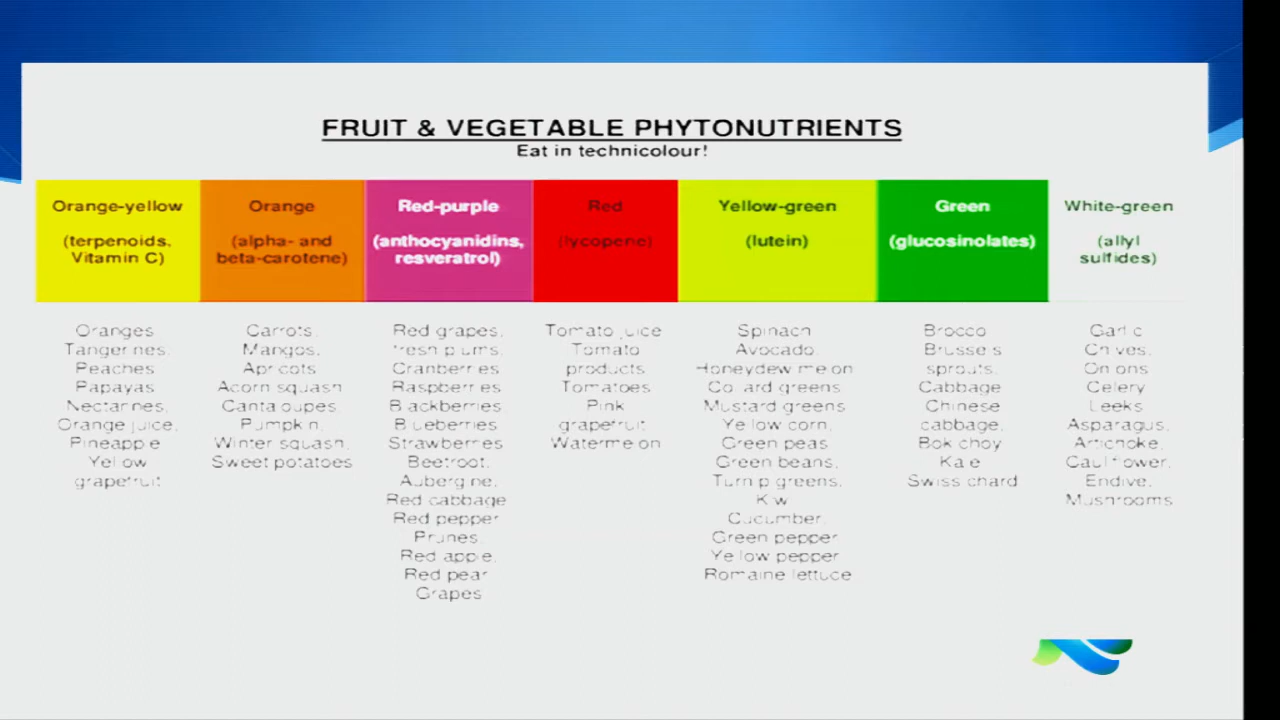 FRUIT & VEGETABLE PHYTONUTRIENTS
Eat in technicolour!
Orange-yellow
(terpenoids,
Vitamin C)
Oranges
Tangerines,
Peaches
Papayas
Nectarines,
Orange juice,
Pineapple
Yellow
grapefruit
Orange
(alpha- and
beta-carotene)
Carrots,
Mangos,
Apricots
Acorn squash
Cantaloupes,
Pumpkin,
Winter squash,
Sweet potatoes
Red-purple
(anthocyanidins,
resveratrol)
Red grapes,
fresh plums,
Cranberries
Raspberries
Blackberries,
Blueberries
Strawberries
Beetroot,
Aubergine,
Red cabbage
Red pepper
Prunes,
Red apple,
Red pear
Grapes
Red
(lycopene)
Tomato juice
Tomato
products
Tomatoes
Pink
grapefruit
Watermelon
Yellow-green
(lutein)
Spinach
Avocado,
Honeydew melon
Collard greens
Mustard greens
Yellow corn,
Green peas
Green beans,
Turnip greens,
Kiwi
Cucumber,
Green pepper
Yellow pepper
Romaine lettuce
Green
(glucosinolates)
Broccoli
Brussels
sprouts,
Cabbage
Chinese
cabbage,
Bok choy
Kale
Swiss chard
White-green
(allyl
sulfides)
Garlic
Chives,
Onions
Celery
Leeks
Asparagus,
Artichoke,
Cauliflower,
Endive,
Mushrooms